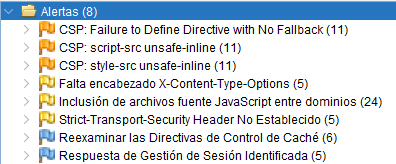 Alertas (8)
CSP: Failure to Define Directive with No Fallback (11)
CSP: script-src unsafe-inline (11)
CSP: style-src unsafe-inline (11)
Falta encabezado X-Content-Type-Options (5)
Inclusión de archivos fuente JavaScript entre dominios (24)
Strict-Transport-Security Header No Establecido (5)
Reexaminar las Directivas de Control de Caché (6)
Respuesta de Gestión de Sesión Identificada (5)